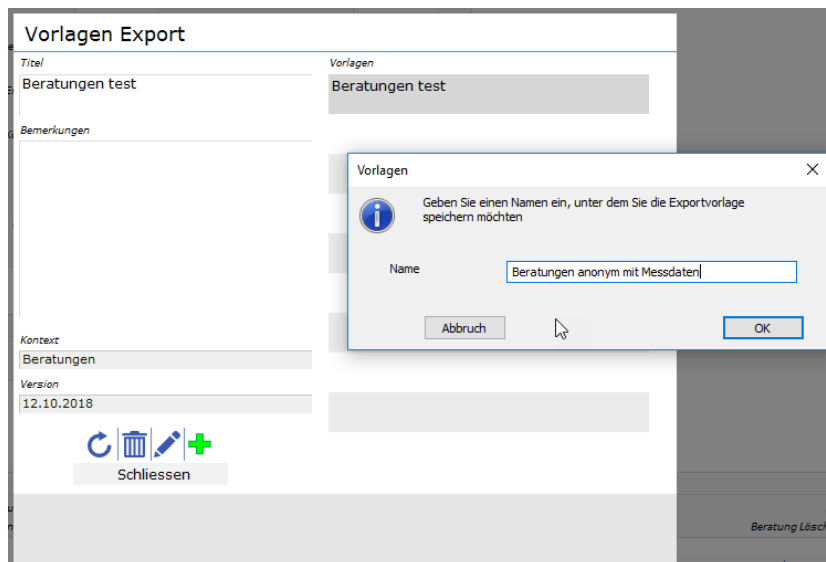 Vorlagen Export
Titel
Vorlagen
Beratungen test
Beratungen test
Bemerkungen
Vorlagen
Geben Sie einen Namen ein, unter dem Sie die Exportvorlage
speichern möchten
Name
Beratungen anonym mit Messdaten
Abbruch
OK
Kontext
Beratungen
Version
12.10.2018
Schliessen
Beratung Lösch